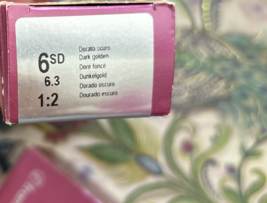 6SD
6.3
1:2
Dorato scuro
Dark golden
Doré foncé
Dunkelgold
Dorado oscuro
Dourado escuro